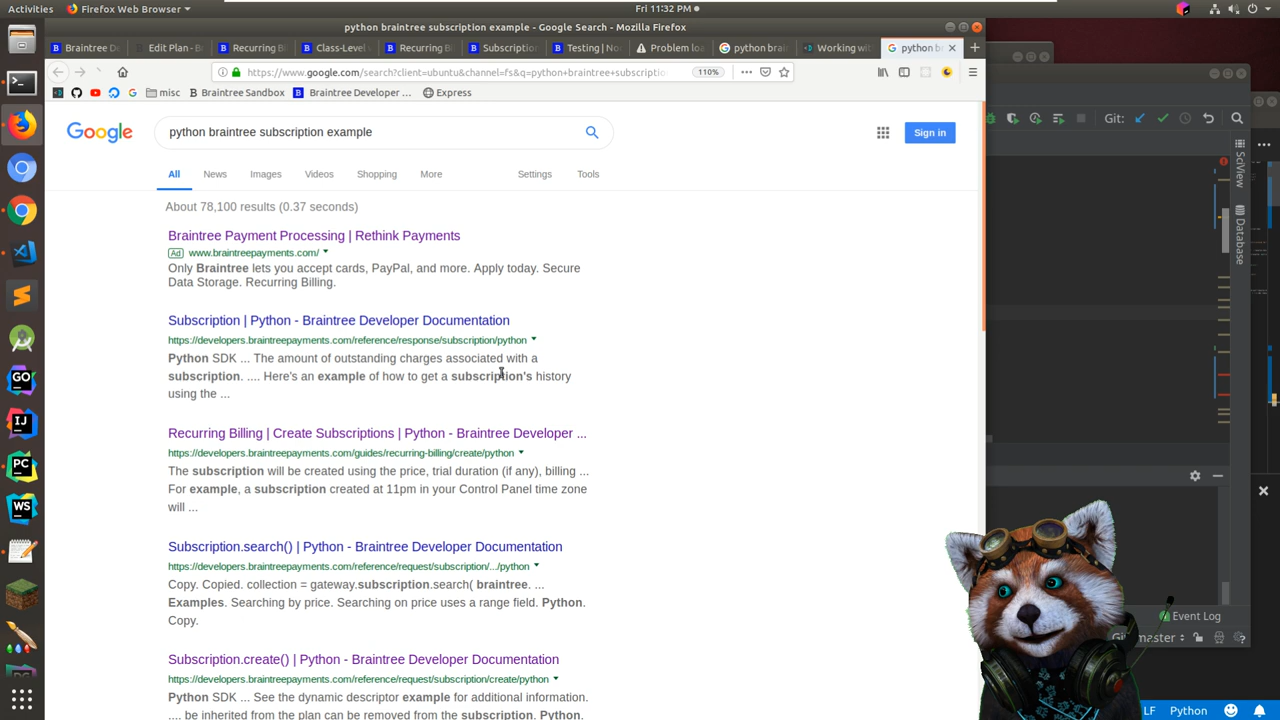 Activities
Firefox Web Browser
Fri 11:32 PM
python braintree subscription example - Google Search - Mozilla Firefox
Braintree De
Edit Plan - B
Recurring B
Class-Level
Recurring B
Subscription
Testing | No
Problem loa
python brai
Working wit
python b
https://www.google.com/search?client=ubuntu&channel=fs&q=python+braintree+subscriptio
110%
misc
Braintree Sandbox
Braintree Developer ...
Express
Google
python braintree subscription example
Sign in
All
News
Images
Videos
Shopping
More
Settings
Tools
About 78,100 results (0.37 seconds)
Braintree Payment Processing | Rethink Payments
Ad www.braintreepayments.com/
Only Braintree lets you accept cards, PayPal, and more. Apply today. Secure
Data Storage. Recurring Billing.
Subscription | Python - Braintree Developer Documentation
https://developers.braintreepayments.com/reference/response/subscription/python
Python SDK ... The amount of outstanding charges associated with a
subscription. .... Here's an example of how to get a subscription's history
using the ...
Recurring Billing | Create Subscriptions | Python - Braintree Developer ...
https://developers.braintreepayments.com/guides/recurring-billing/create/python
The subscription will be created using the price, trial duration (if any), billing ...
For example, a subscription created at 11pm in your Control Panel time zone
will ...
Subscription.search() | Python - Braintree Developer Documentation
https://developers.braintreepayments.com/reference/request/subscription/.../python
Copy. Copied. collection = gateway.subscription.search( braintree. ...
Examples. Searching by price. Searching on price uses a range field. Python.
Copy.
Subscription.create() | Python - Braintree Developer Documentation
https://developers.braintreepayments.com/reference/request/subscription/create/python
Python SDK ... See the dynamic descriptor example for additional information.
.... be inherited from the plan can be removed from the subscription. Python.
Git:
SciView
Database
Event Log
Git: master
LF
Python
GO
IJ
PC
WS